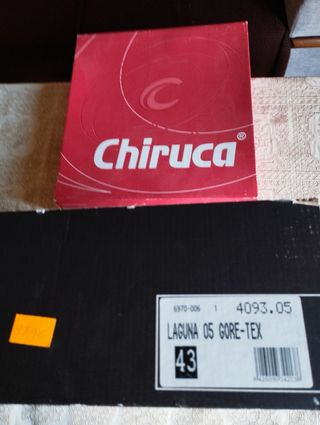 Chiruca®
6970-006 1 4093.05
LAGUNA 05 GORE-TEX
43